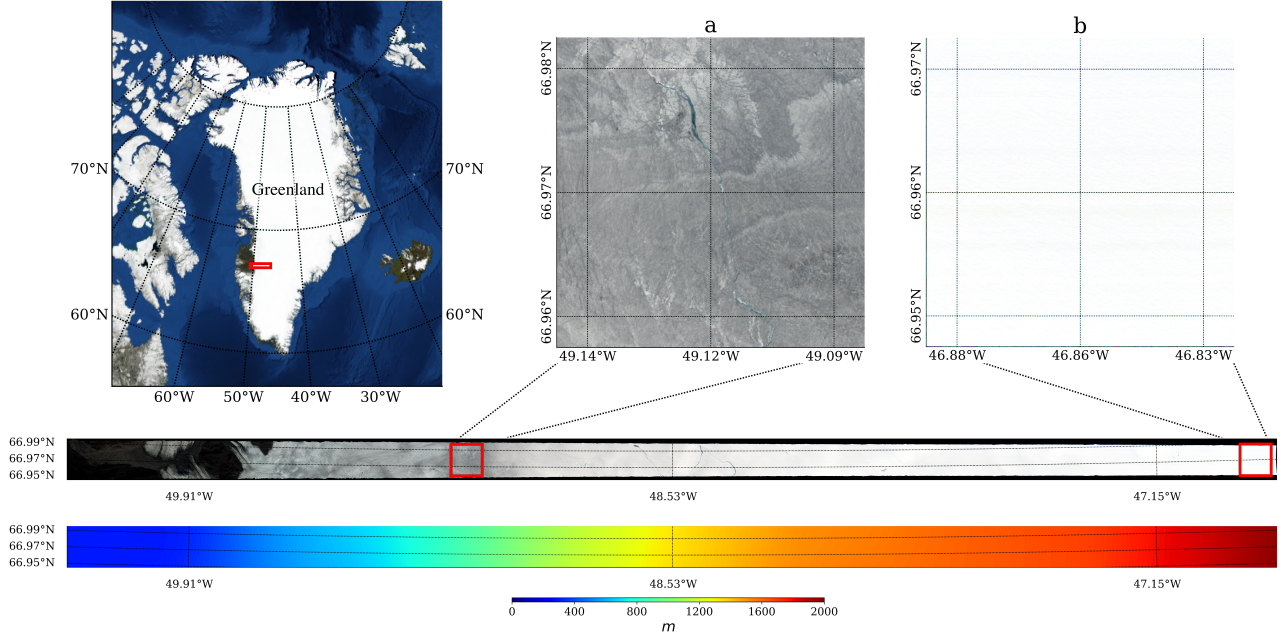 a
b
70°N
70°N
Greenland
60°N
60°N
60°W
50°W
40°W
30°W
66.98°N
66.97°N
66.96°N
49.14°W
49.12°W
49.09°W
66.97°N
66.96°N
66.95°N
46.88°W
46.86°W
46.83°W
66.99°N
66.97°N
66.95°N
49.91°W
48.53°W
47.15°W
66.99°N
66.97°N
66.95°N
49.91°W
48.53°W
47.15°W
0
400
800
1200
1600
2000
m